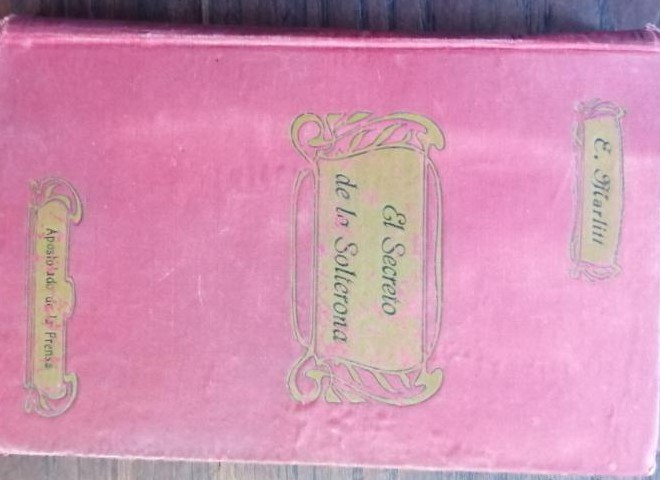 E. Marlitt
El Secreto
de la Solterona
Apostolado de la Prensa